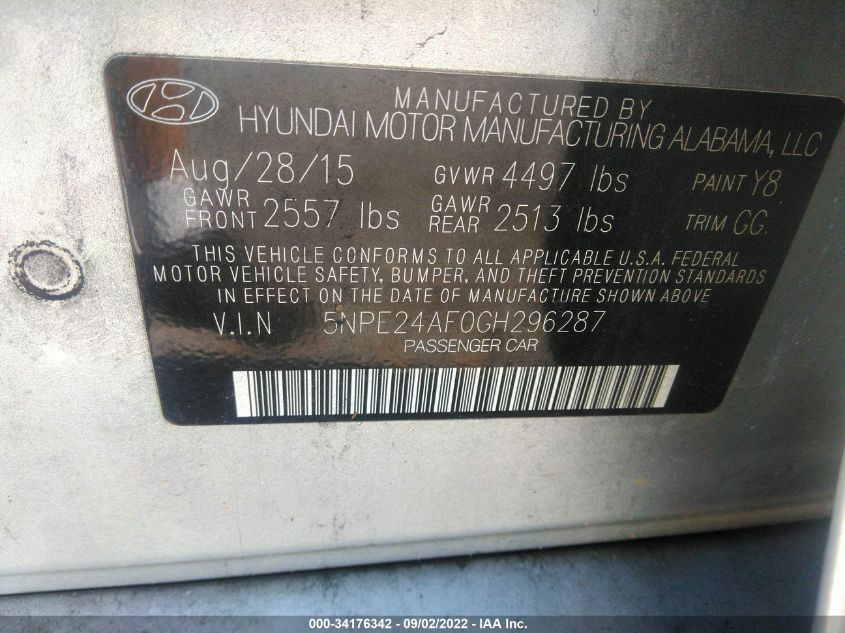 MANUFACTURED BY
HYUNDAI MOTOR MANUFACTURING ALABAMA, LLC
Aug/28/15 GVWR 4497 lbs PAINT Y8
GAWR FRONT 2557 lbs GAWR REAR 2513 lbs TRIM GG
THIS VEHICLE CONFORMS TO ALL APPLICABLE U.S.A. FEDERAL
MOTOR VEHICLE SAFETY, BUMPER, AND THEFT PREVENTION STANDARDS
IN EFFECT ON THE DATE OF MANUFACTURE SHOWN ABOVE
V.I.N 5NPE24AF0GH296287
PASSENGER CAR
000-34176342 - 09/02/2022 - IAA Inc.